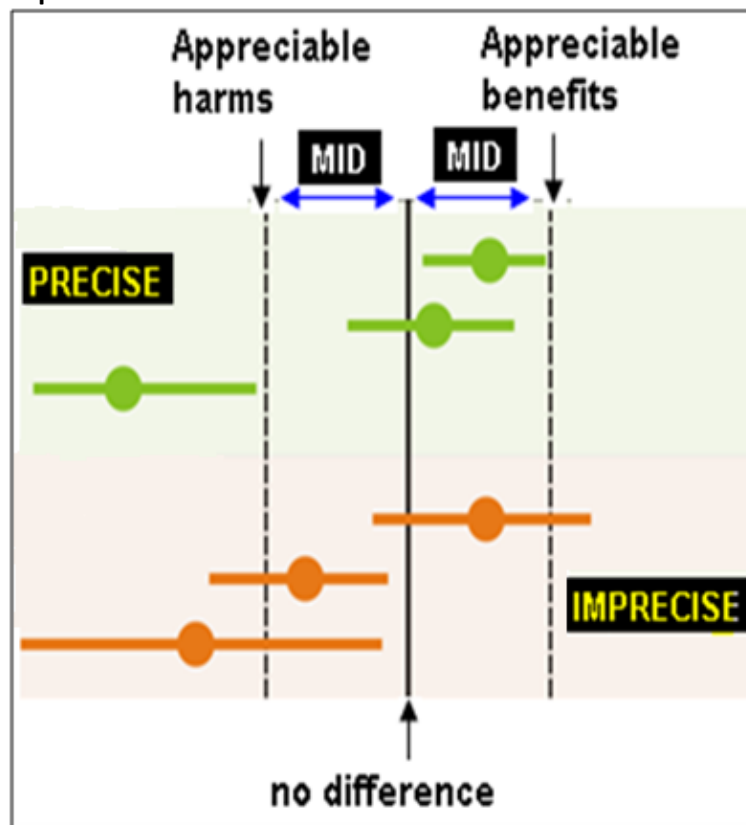 Appreciable
harms
Appreciable
benefits
MID
MID
PRECISE
IMPRECISE
no difference